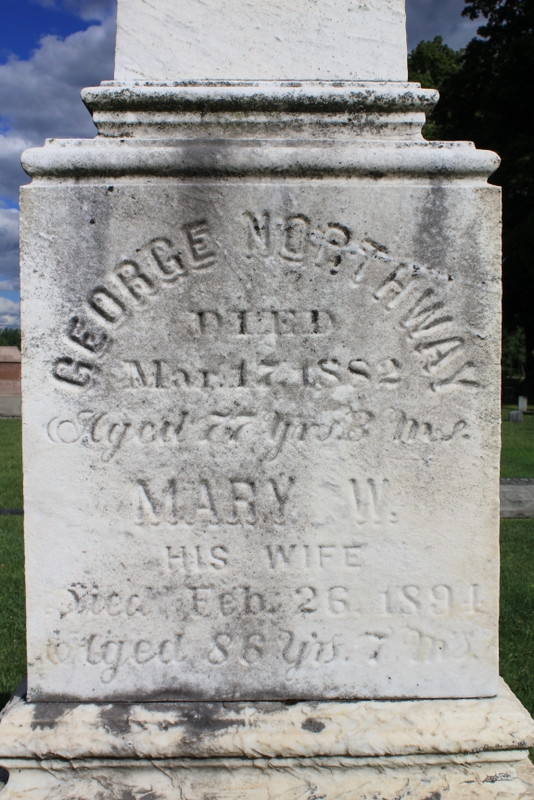 GEORGE NORTHWAY
DIED
Mar. 17. 1882
Aged 77 yrs. 8 Ms.
MARY W.
HIS WIFE
Died Feb. 26. 1894
Aged 86 Yrs. 7 Ms.